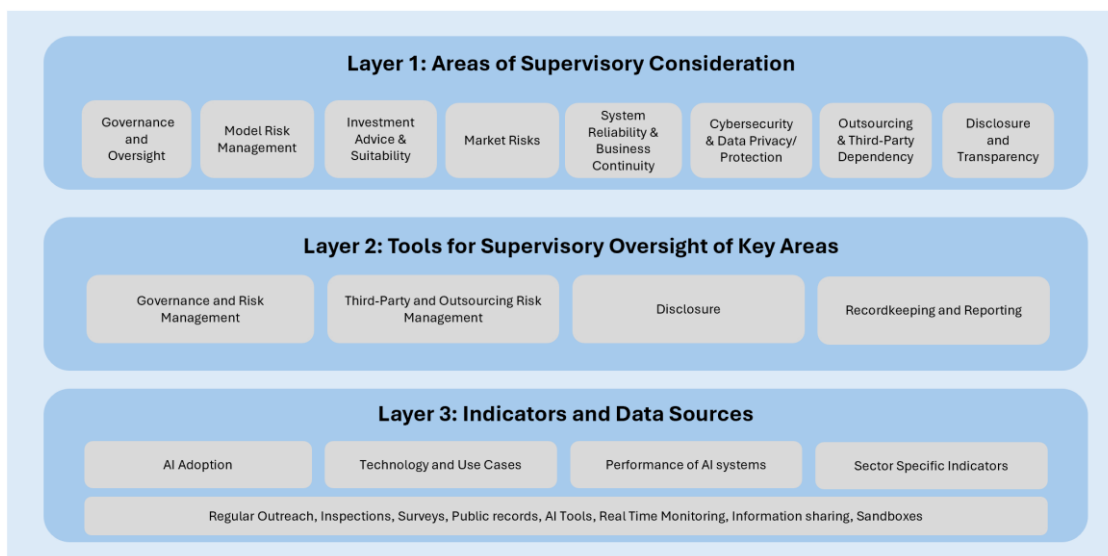 Layer 1: Areas of Supervisory Consideration
Governance
and
Oversight
Model Risk
Management
Investment
Advice &
Suitability
Market Risks
System
Reliability &
Business
Continuity
Cybersecurity
& Data Privacy/
Protection
Outsourcing
& Third-Party
Dependency
Disclosure
and
Transparency
Layer 2: Tools for Supervisory Oversight of Key Areas
Governance and Risk
Management
Third-Party and Outsourcing Risk
Management
Disclosure
Recordkeeping and Reporting
Layer 3: Indicators and Data Sources
AI Adoption
Technology and Use Cases
Performance of AI systems
Sector Specific Indicators
Regular Outreach, Inspections, Surveys, Public records, AI Tools, Real Time Monitoring, Information sharing, Sandboxes